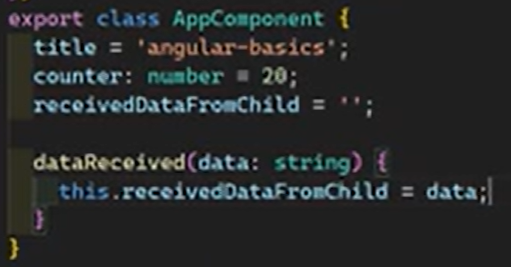 export class AppComponent {
title = 'angular-basics';
counter: number = 20;
receivedDataFromChild = '';
dataReceived(data: string) {
this.receivedDataFromChild = data;
}
}